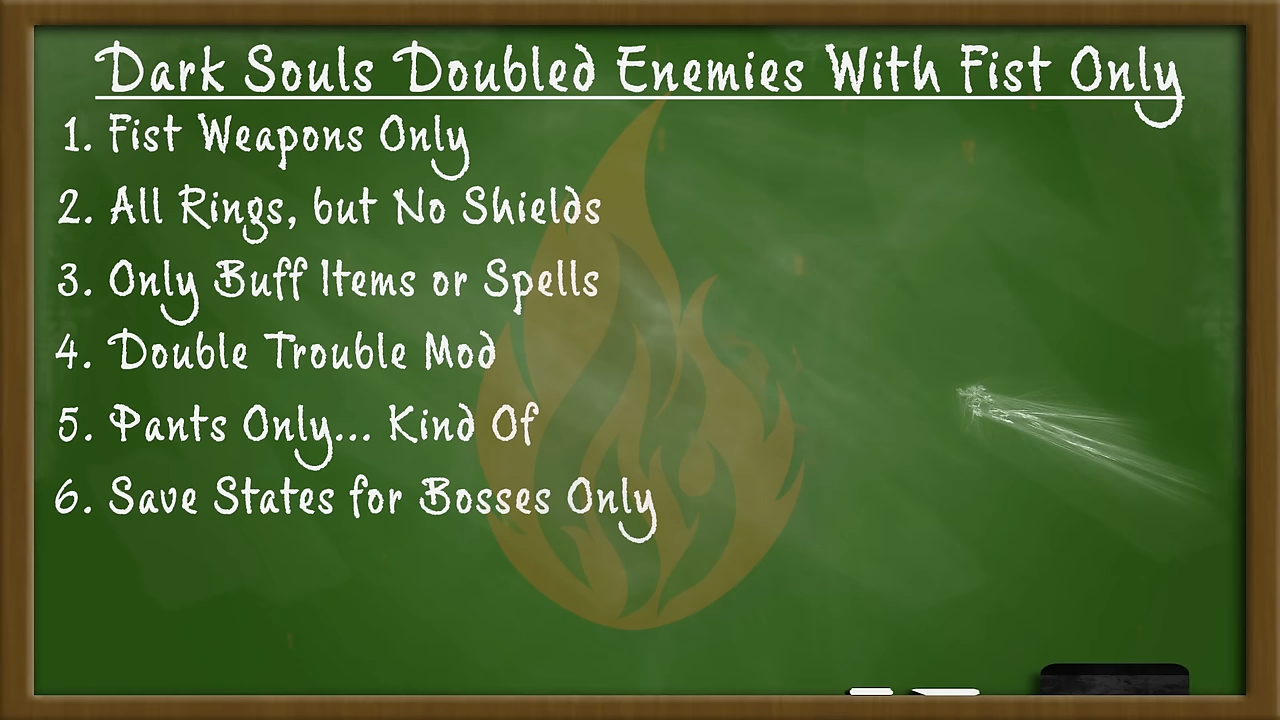 Dark Souls Doubled Enemies With Fist Only
1. Fist Weapons Only
2. All Rings, but No Shields
3. Only Buff Items or Spells
4. Double Trouble Mod
5. Pants Only... Kind Of
6. Save States for Bosses Only